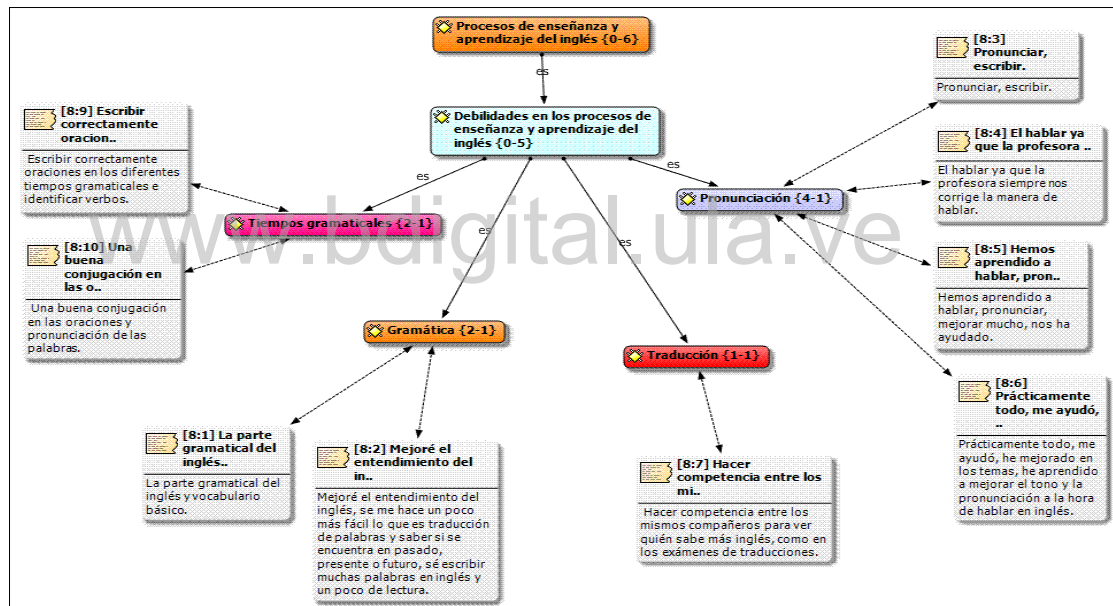 Procesos de enseñanza y
aprendizaje del inglés {0-6}
es
Debilidades en los procesos de
enseñanza y aprendizaje del
inglés {0-5}
es
es
es
es
[8:9] Escribir
correctamente
oracion..
Escribir correctamente
oraciones en los diferentes
tiempos gramaticales e
identificar verbos.
Tiempos gramaticales {2-1}
[8:10] Una
buena
conjugación en
las o..
Una buena conjugación
en las oraciones y
pronunciación de las
palabras.
Gramática {2-1}
[8:1] La parte
gramatical del
inglés..
La parte gramatical del
inglés y vocabulario
básico.
[8:2] Mejoré el
entendimiento del
in..
Mejoré el entendimiento del
inglés, se me hace un poco
más fácil lo que es traducción
de palabras y saber si se
encuentra en pasado,
presente o futuro, sé escribir
muchas palabras en inglés y
un poco de lectura.
Traducción {1-1}
[8:7] Hacer
competencia entre los
mi..
Hacer competencia entre los
mismos compañeros para ver
quién sabe más inglés, como en
los exámenes de traducciones.
Pronunciación {4-1}
[8:3]
Pronunciar,
escribir.
Pronunciar, escribir.
[8:4] El hablar ya
que la profesora ..
El hablar ya que la
profesora siempre nos
corrige la manera de
hablar.
[8:5] Hemos
aprendido a
hablar, pron..
Hemos aprendido a
hablar, pronunciar,
mejorar mucho, nos ha
ayudado.
[8:6]
Prácticamente
todo, me ayudó,
..
Prácticamente todo, me
ayudó, he mejorado en
los temas, he aprendido
a mejorar el tono y la
pronunciación a la hora
de hablar en inglés.
www.bdigital.ula.ve